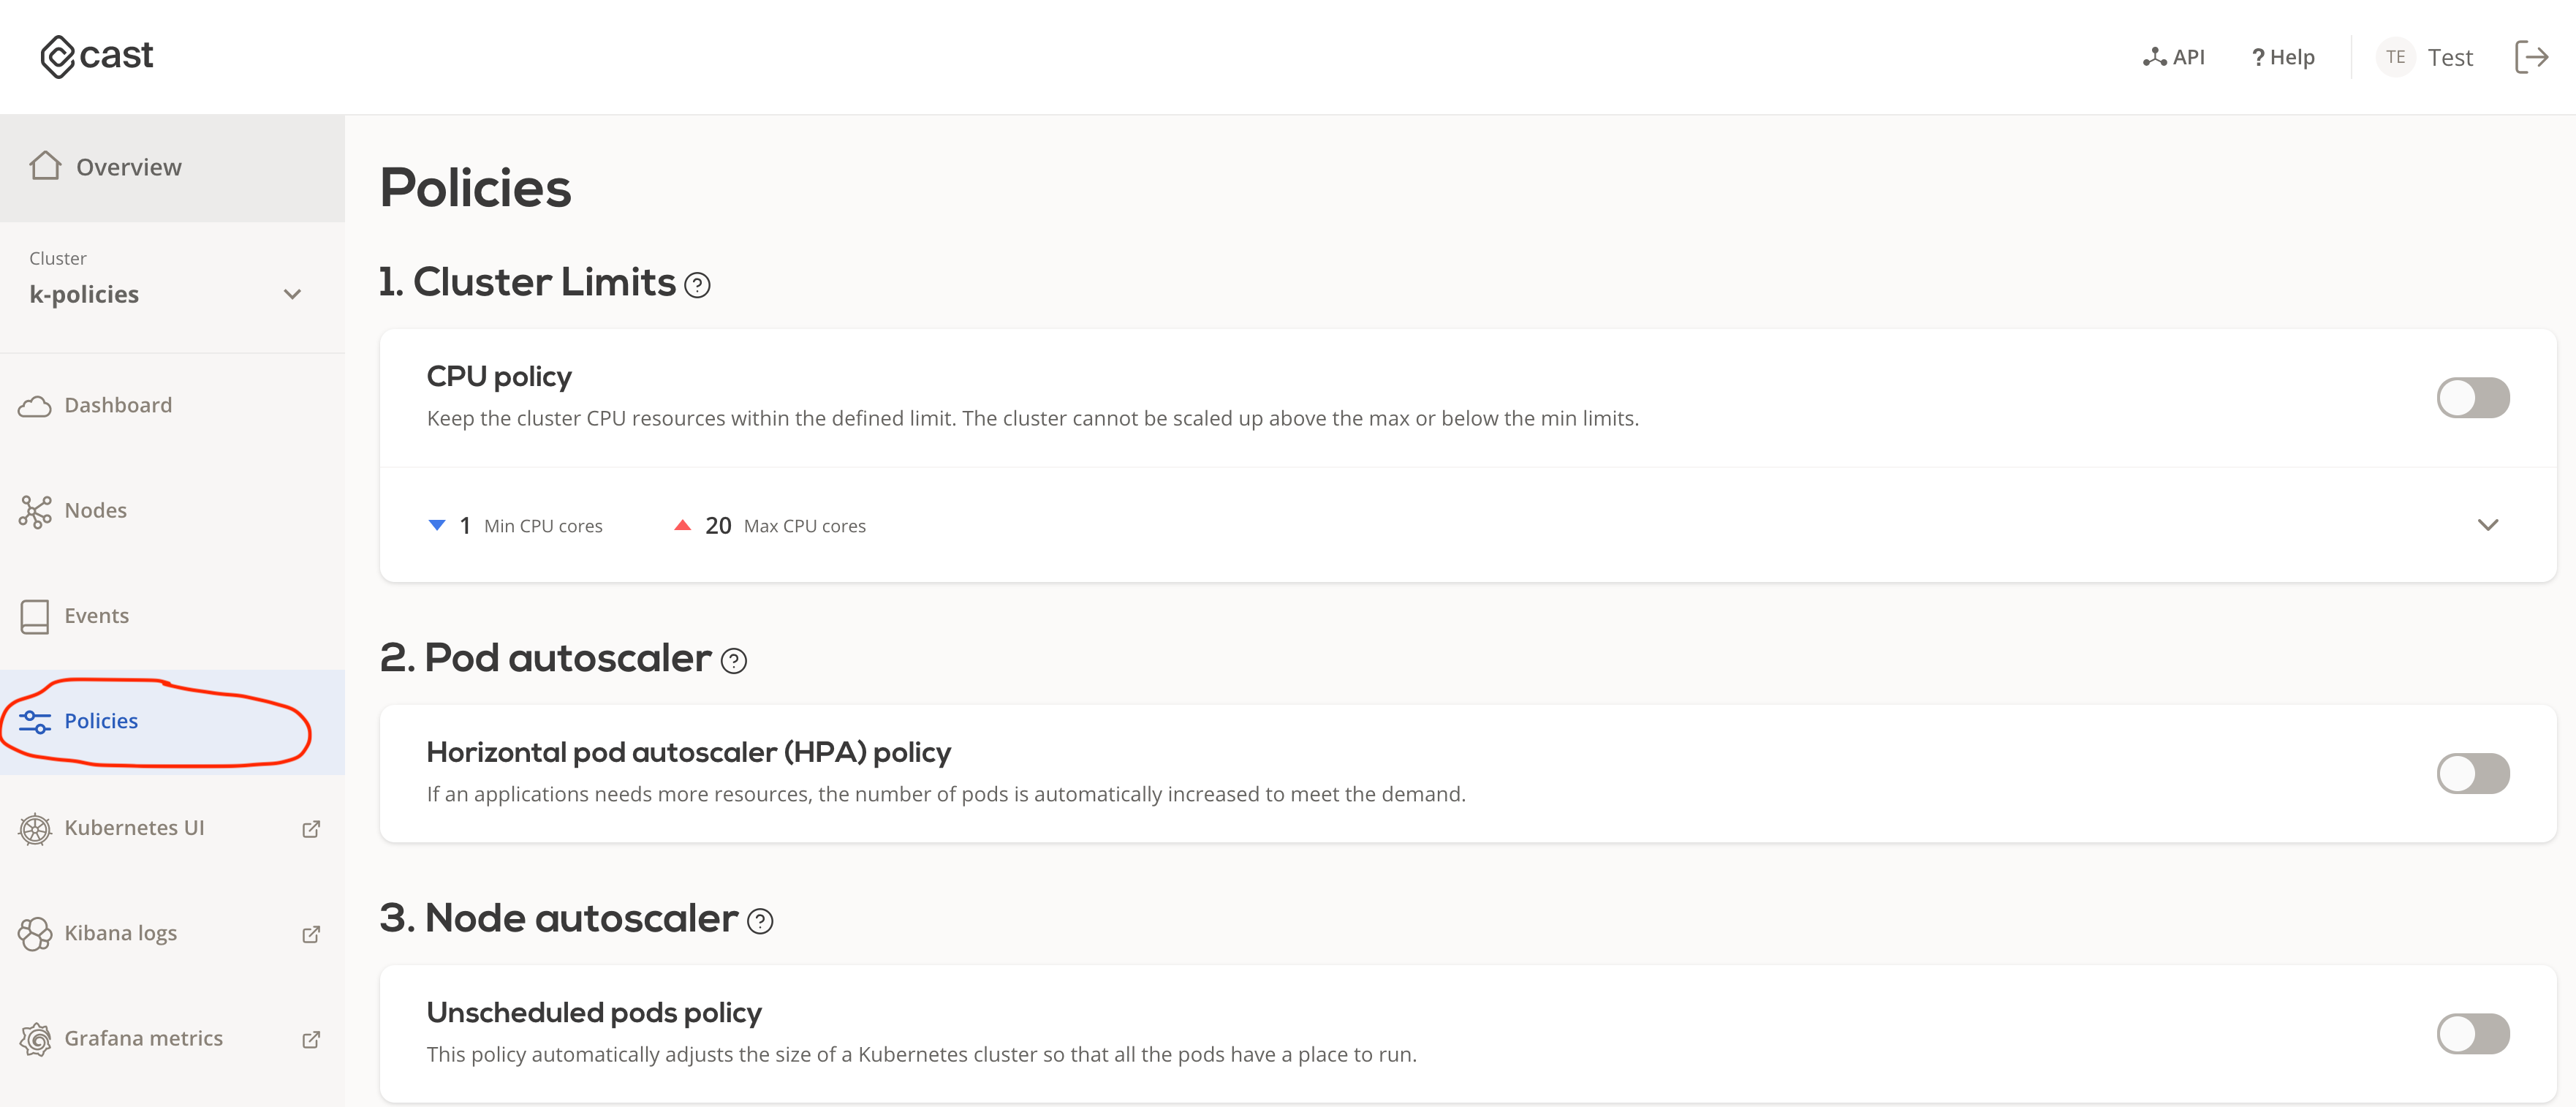 cast
API
? Help
TE
Test
Overview
Cluster
k-policies
Dashboard
Nodes
Events
Policies
Kubernetes UI
Kibana logs
Grafana metrics
Policies
1. Cluster Limits ?
CPU policy
Keep the cluster CPU resources within the defined limit. The cluster cannot be scaled up above the max or below the min limits.
1 Min CPU cores 20 Max CPU cores
2. Pod autoscaler ?
Horizontal pod autoscaler (HPA) policy
If an applications needs more resources, the number of pods is automatically increased to meet the demand.
3. Node autoscaler ?
Unscheduled pods policy
This policy automatically adjusts the size of a Kubernetes cluster so that all the pods have a place to run.